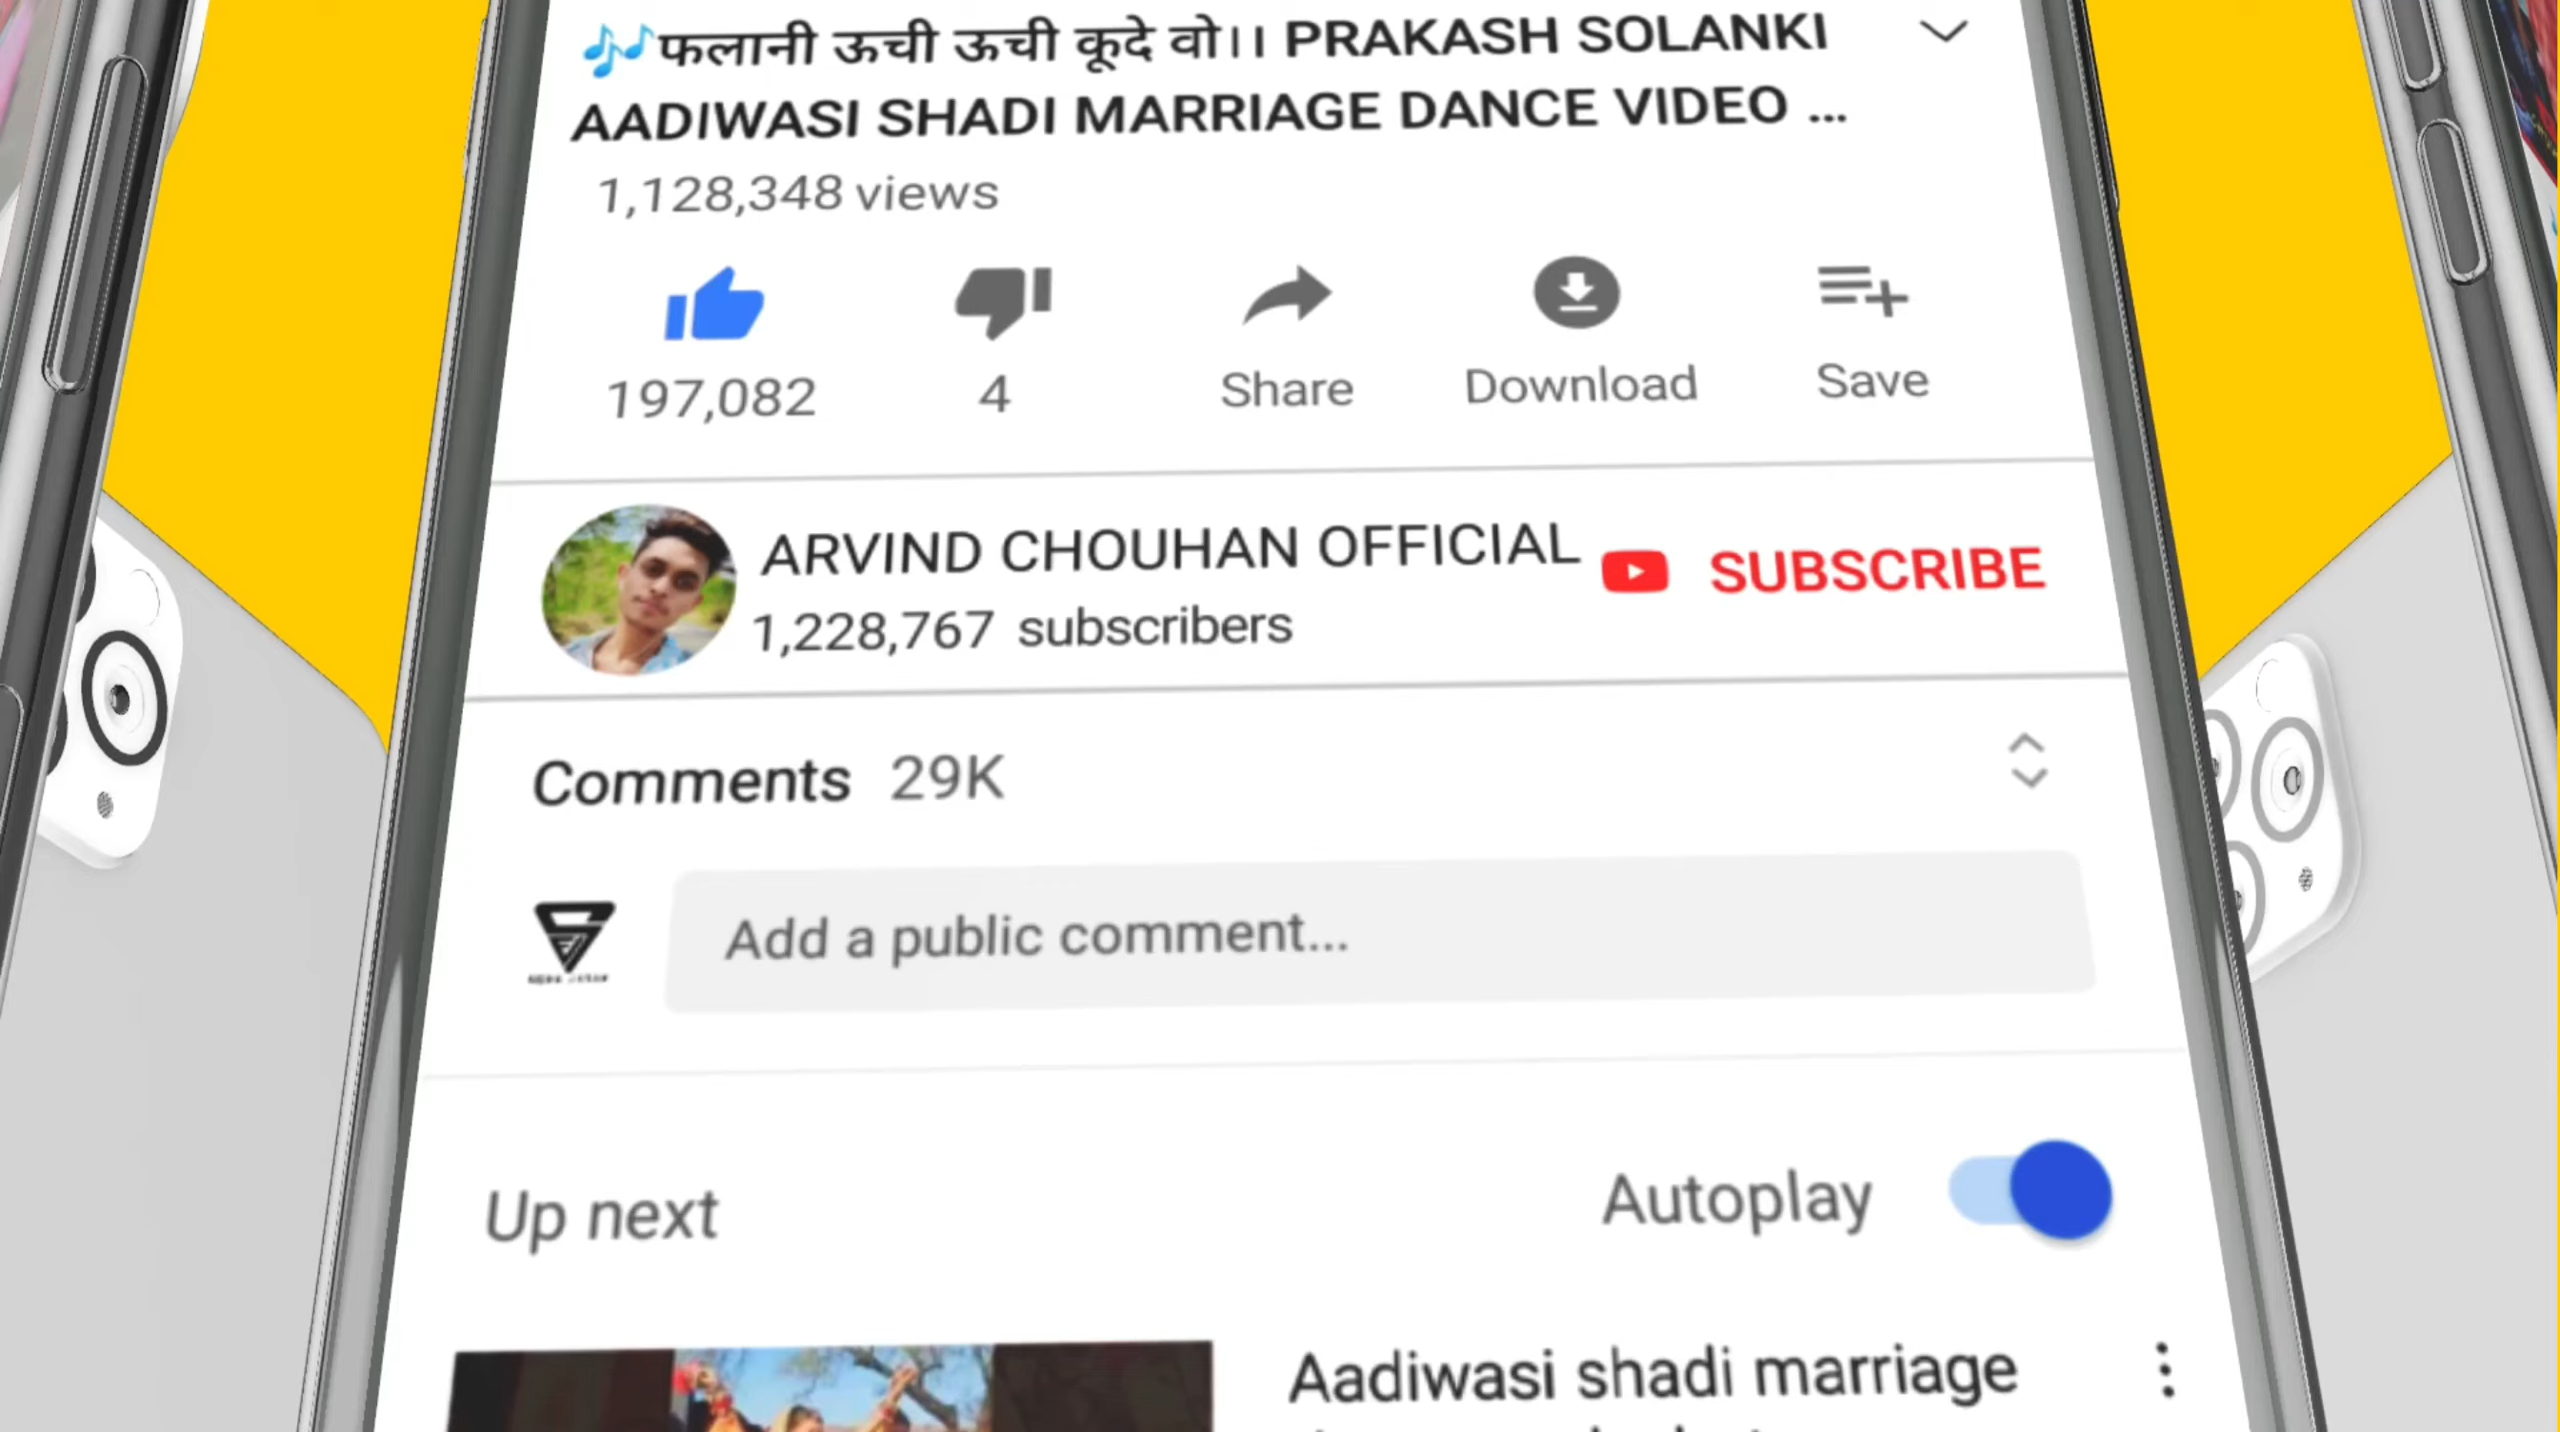 🎶फलानी ऊची ऊची कूदे वो।। PRAKASH SOLANKI
AADIWASI SHADI MARRIAGE DANCE VIDEO ...
1,128,348 views
197,082
4
Share
Download
Save
ARVIND CHOUHAN OFFICIAL
SUBSCRIBE
1,228,767 subscribers
Comments 29K
Add a public comment...
Up next
Autoplay
Aadiwasi shadi marriage